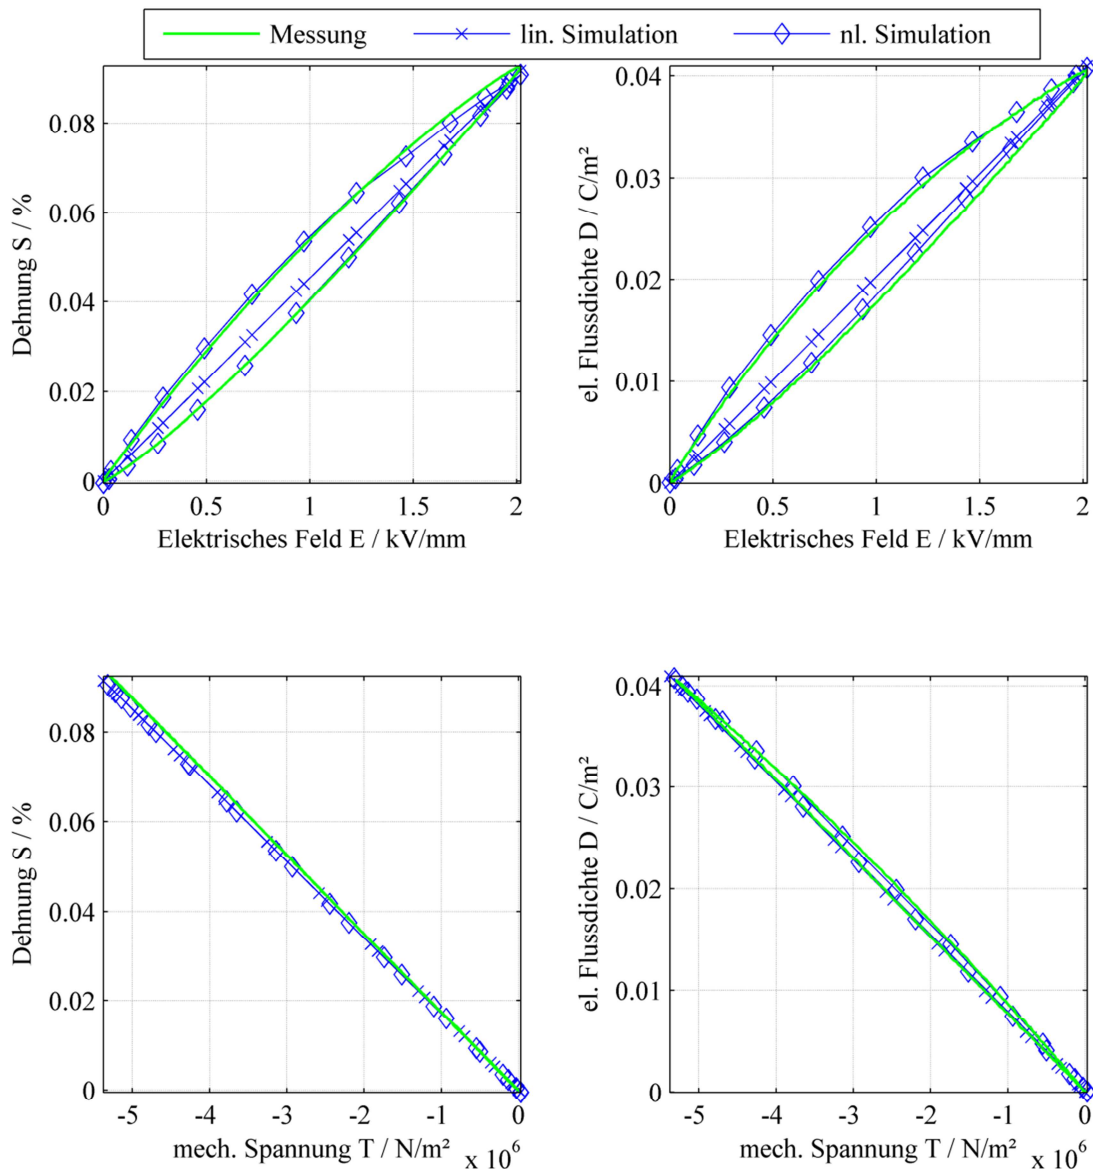 Messung lin. Simulation nl. Simulation
Dehnung S / %
0.08
0.06
0.04
0.02
0
0 0.5 1 1.5 2
Elektrisches Feld E / kV/mm
el. Flussdichte D / C/m²
0.04
0.03
0.02
0.01
0
0 0.5 1 1.5 2
Elektrisches Feld E / kV/mm
Dehnung S / %
0.08
0.06
0.04
0.02
0
-5 -4 -3 -2 -1 0
mech. Spannung T / N/m² x 10⁶
el. Flussdichte D / C/m²
0.04
0.03
0.02
0.01
0
-5 -4 -3 -2 -1 0
mech. Spannung T / N/m² x 10⁶